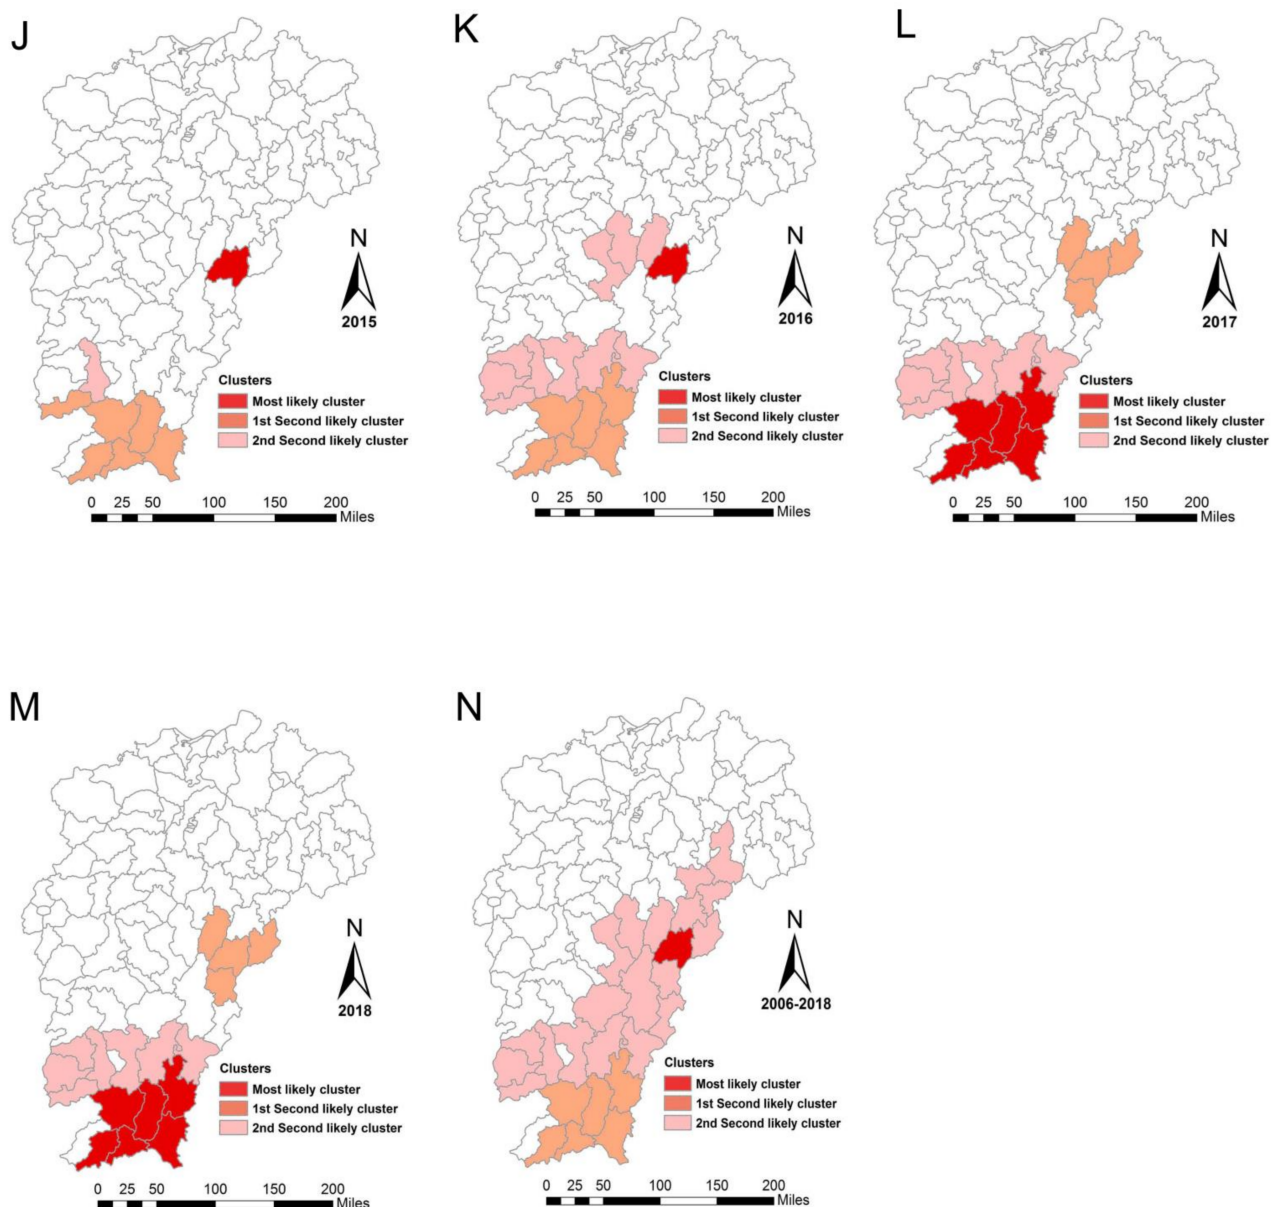 J
N
2015
Clusters
Most likely cluster
1st Second likely cluster
2nd Second likely cluster
0 25 50 100 150 200
Miles
K
N
2016
Clusters
Most likely cluster
1st Second likely cluster
2nd Second likely cluster
0 25 50 100 150 200
Miles
L
N
2017
Clusters
Most likely cluster
1st Second likely cluster
2nd Second likely cluster
0 25 50 100 150 200
Miles
M
N
2018
Clusters
Most likely cluster
1st Second likely cluster
2nd Second likely cluster
0 25 50 100 150 200
Miles
N
N
2006-2018
Clusters
Most likely cluster
1st Second likely cluster
2nd Second likely cluster
0 25 50 100 150 200
Miles